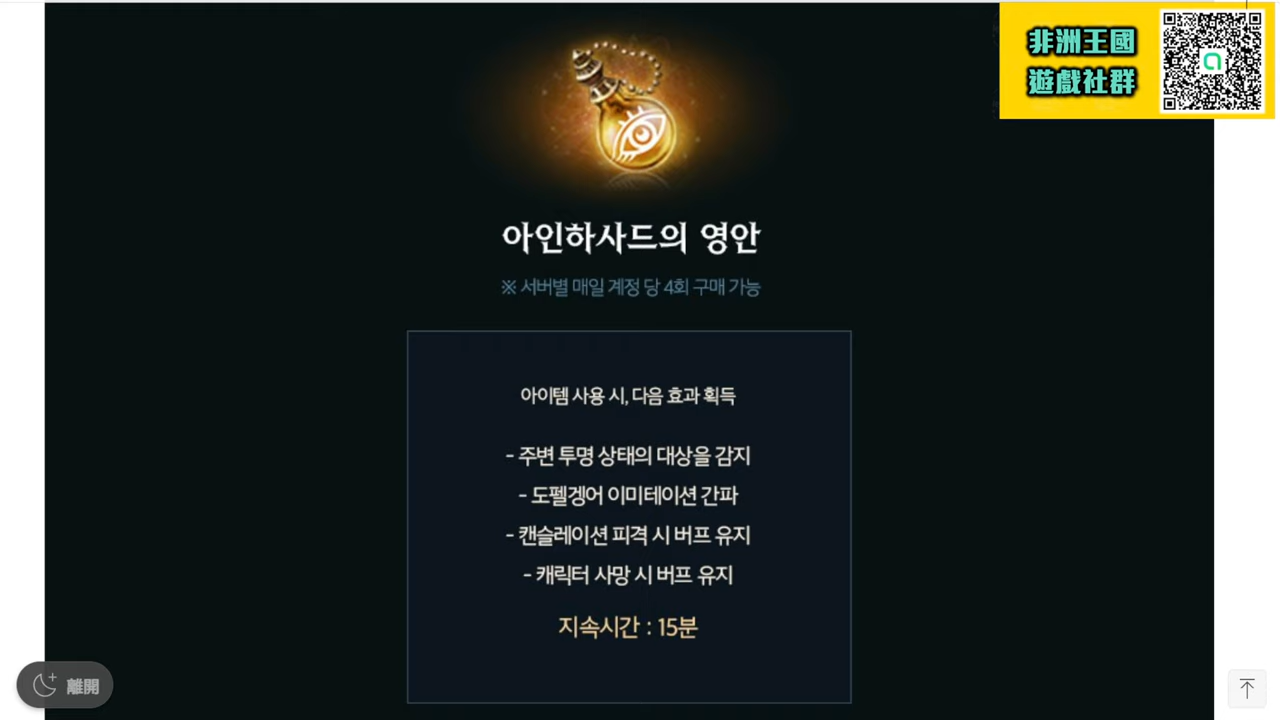 非洲王國
遊戲社群
아인하사드의 영안
※ 서버별 매일 계정 당 4회 구매 가능
아이템 사용 시, 다음 효과 획득
- 주변 투명 상태의 대상을 감지
- 도펠겡어 이미테이션 간파
- 캔슬레이션 피격 시 버프 유지
- 캐릭터 사망 시 버프 유지
지속시간 : 15분
離開